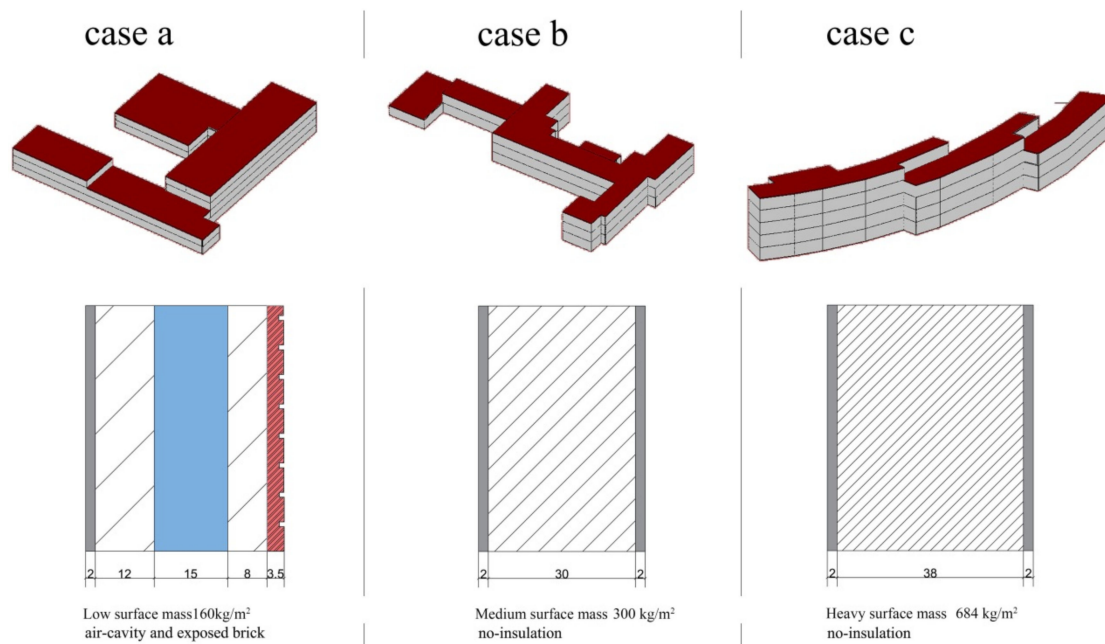 case a
case b
case c
2 12 15 8 3.5
2 30 2
2 38 2
Low surface mass160kg/m²
air-cavity and exposed brick
Medium surface mass 300 kg/m²
no-insulation
Heavy surface mass 684 kg/m²
no-insulation